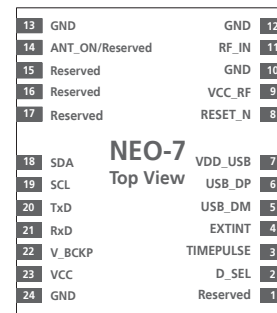 13 GND GND 12
14 ANT_ON/Reserved RF_IN 11
15 Reserved GND 10
16 Reserved VCC_RF 9
17 Reserved RESET_N 8
NEO-7
Top View
18 SDA VDD_USB 7
19 SCL USB_DP 6
20 TxD USB_DM 5
21 RxD EXTINT 4
22 V_BCKP TIMEPULSE 3
23 VCC D_SEL 2
24 GND Reserved 1